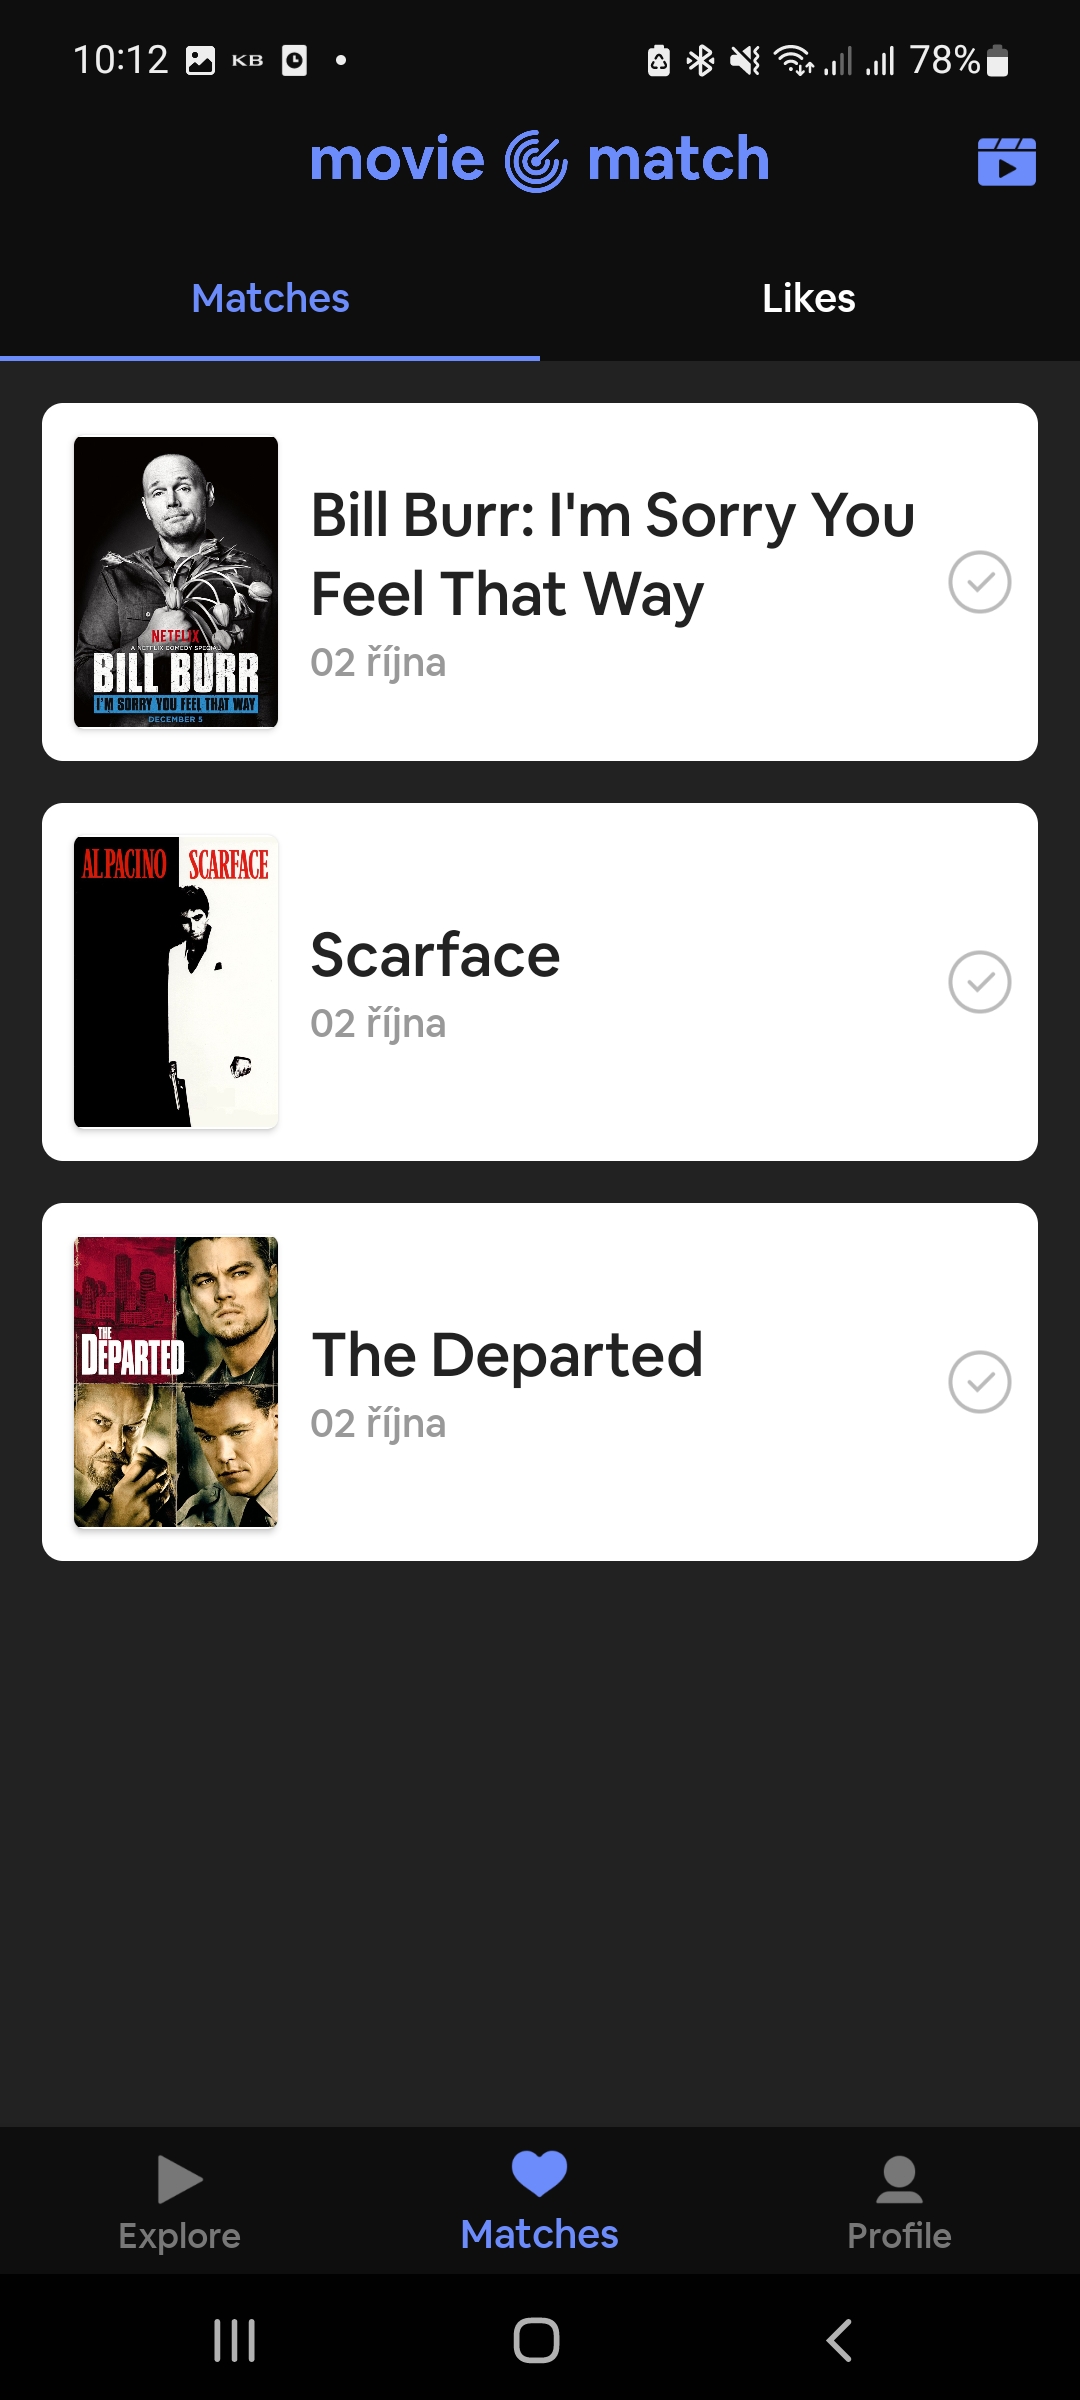 10:12 KB 78%
movie match
Matches Likes
NETFLIX
A NETFLIX COMEDY SPECIAL
BILL BURR
I'M SORRY YOU FEEL THAT WAY
DECEMBER 5
Bill Burr: I'm Sorry You
Feel That Way
02 října
AL PACINO SCARFACE
Scarface
02 října
THE
DEPARTED
The Departed
02 října
Explore Matches Profile